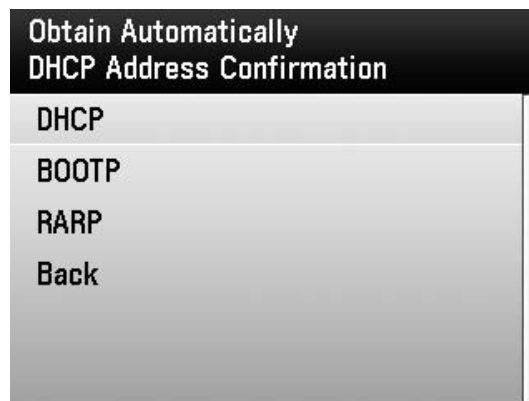 Obtain Automatically
DHCP Address Confirmation
DHCP
BOOTP
RARP
Back